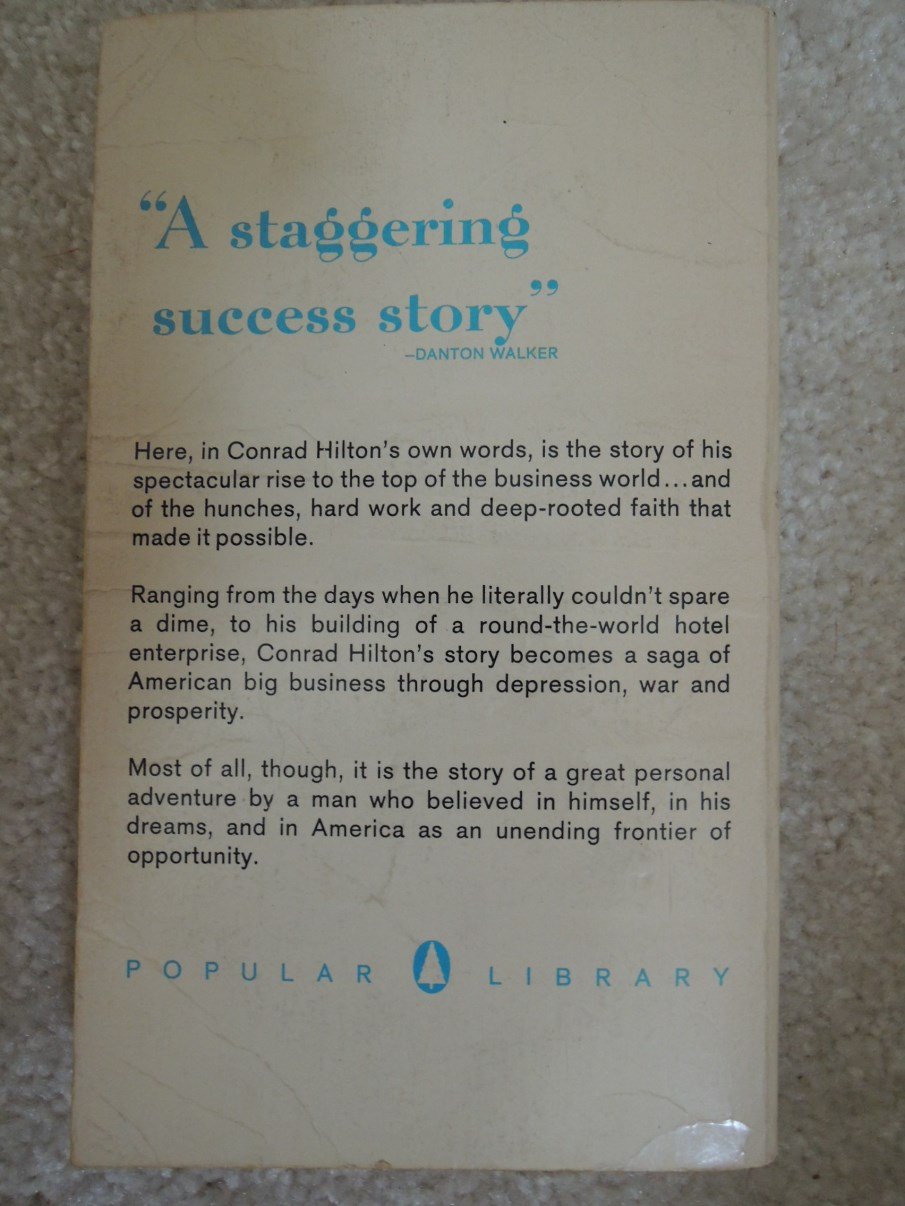 “A staggering
success story”
–DANTON WALKER
Here, in Conrad Hilton’s own words, is the story of his
spectacular rise to the top of the business world...and
of the hunches, hard work and deep-rooted faith that
made it possible.
Ranging from the days when he literally couldn’t spare
a dime, to his building of a round-the-world hotel
enterprise, Conrad Hilton’s story becomes a saga of
American big business through depression, war and
prosperity.
Most of all, though, it is the story of a great personal
adventure by a man who believed in himself, in his
dreams, and in America as an unending frontier of
opportunity.
POPULAR LIBRARY